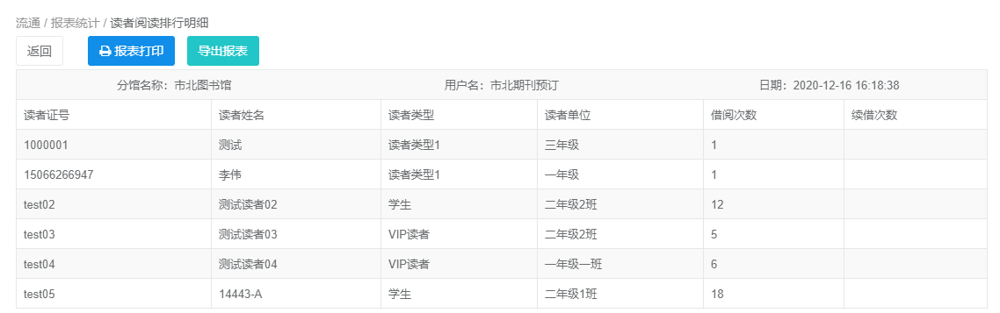 流通 / 报表统计 / 读者阅读排行明细
返回 报表打印 导出报表
分馆名称：市北图书馆 用户名：市北期刊预订 日期：2020-12-16 16:18:38
读者证号 读者姓名 读者类型 读者单位 借阅次数 续借次数
1000001 测试 读者类型1 三年级 1
15066266947 李伟 读者类型1 一年级 1
test02 测试读者02 学生 二年级2班 12
test03 测试读者03 VIP读者 二年级2班 5
test04 测试读者04 VIP读者 一年级一班 6
test05 14443-A 学生 二年级1班 18